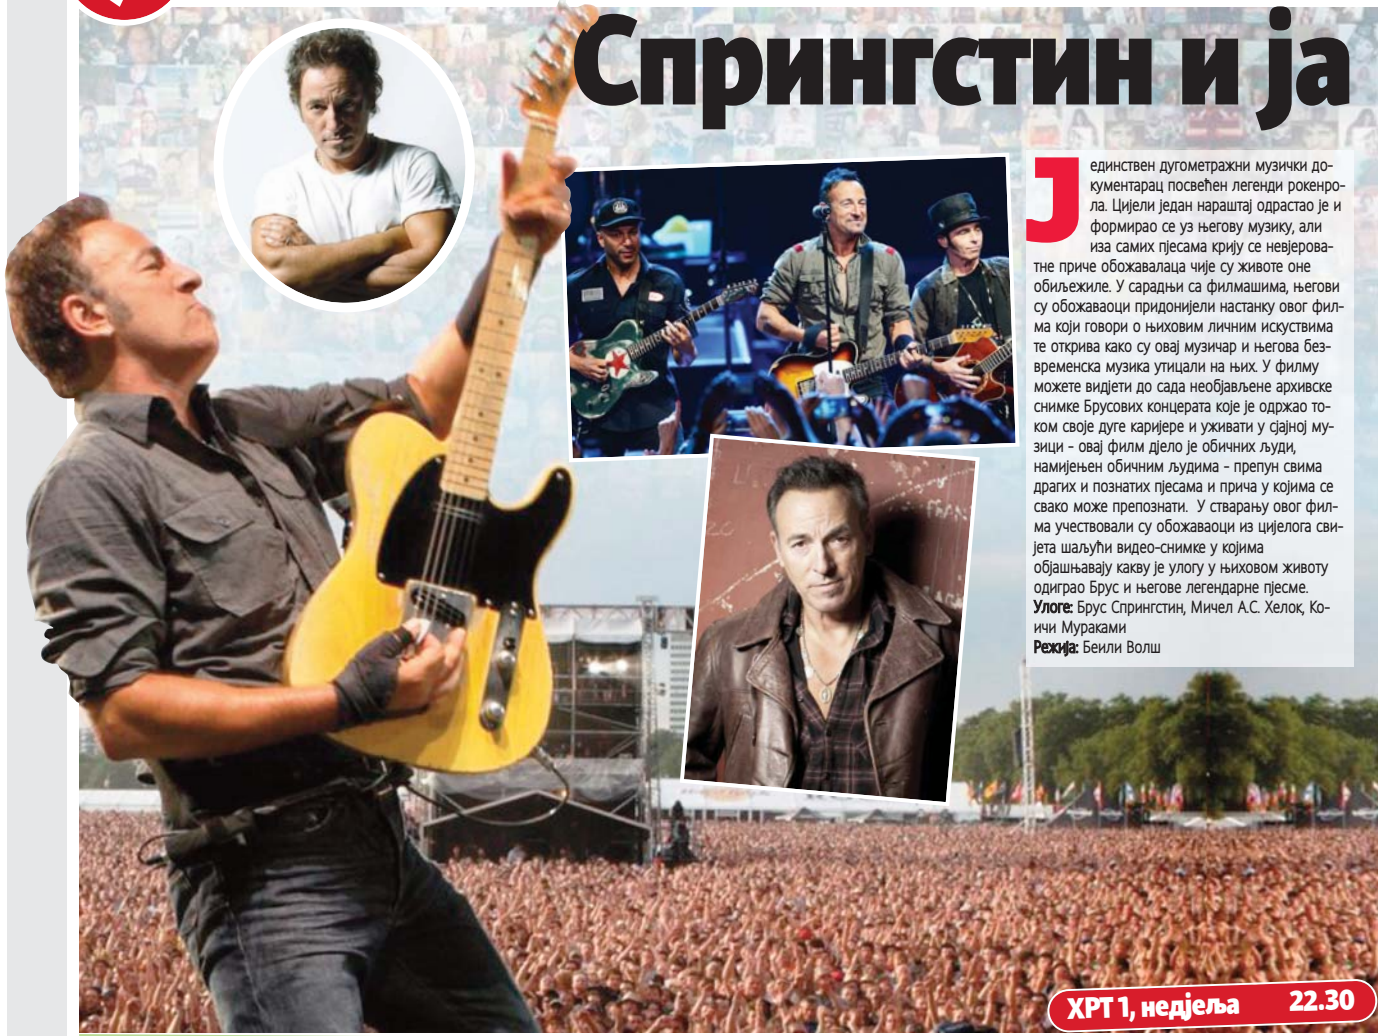 Спрингстин и ја
Јединствен дугометражни музички до-
кументарац посвећен легенди рокенро-
ла. Цијели један нараштај одрастао је и
формирао се уз његову музику, али
иза самих пјесама крију се невјерова-
тне приче обожавалаца чије су животе оне
обиљежиле. У сарадњи са филмашима, његови
су обожаваоци придонијели настанку овог фил-
ма који говори о њиховим личним искуствима
те открива како су овај музичар и његова без-
временска музика утицали на њих. У филму
можете видјети до сада необјављене архивске
снимке Брусових концерата које је одржао то-
ком своје дуге каријере и уживати у сјајној му-
зици - овај филм дјело је обичних људи,
намијењен обичним људима - препун свима
драгих и познатих пјесама и прича у којима се
свако може препознати. У стварању овог фил-
ма учествовали су обожаваоци из цијелога сви-
јета шаљући видео-снимке у којима
објашњавају какву је улогу у њиховом животу
одиграо Брус и његове легендарне пјесме.
Улоге: Брус Спрингстин, Мичел А.С. Хелок, Ко-
ичи Мураками
Режија: Беили Волш
ХРТ 1, недјеља 22.30